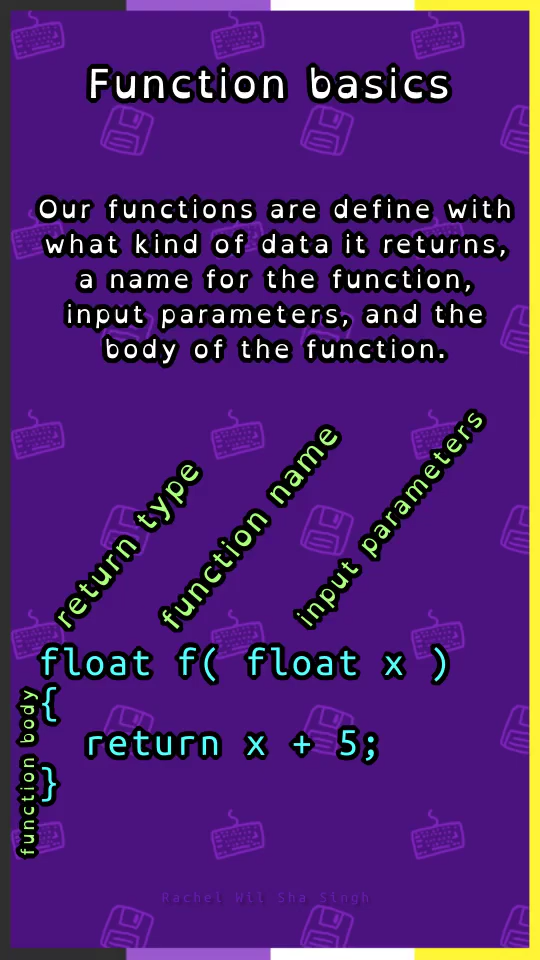 Function basics
Our functions are define with
what kind of data it returns,
a name for the function,
input parameters, and the
body of the function.
return type
function name
input parameters
float f( float x )
{
return x + 5;
}
function body
Rachel Wil Sha Singh